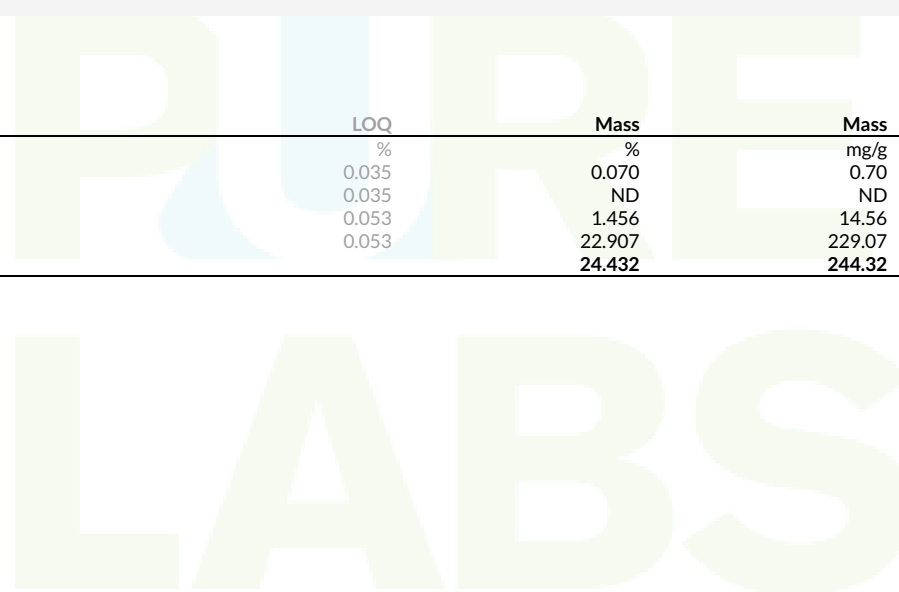 PURE
LOQ Mass Mass
% % mg/g
0.035 0.070 0.70
0.035 ND ND
0.053 1.456 14.56
0.053 22.907 229.07
24.432 244.32
LABS